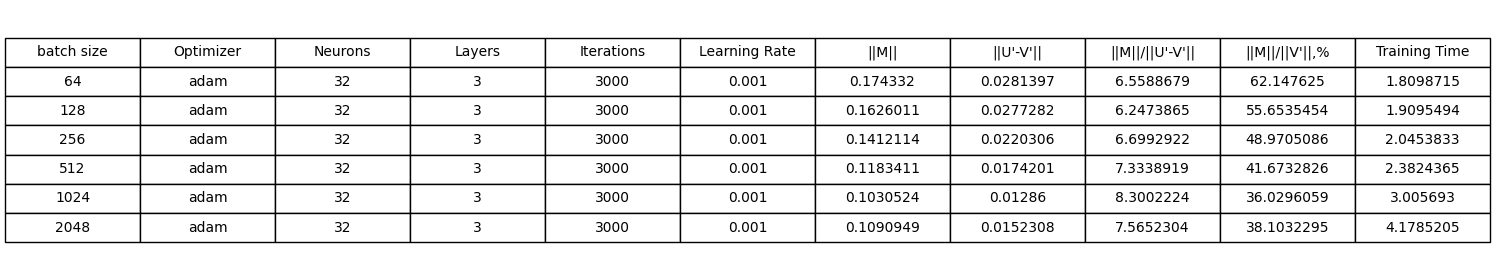 batch size Optimizer Neurons Layers Iterations Learning Rate ||M|| ||U'-V'|| ||M||/||U'-V'|| ||M||/||V'||,% Training Time
64 adam 32 3 3000 0.001 0.174332 0.0281397 6.5588679 62.147625 1.8098715
128 adam 32 3 3000 0.001 0.1626011 0.0277282 6.2473865 55.6535454 1.9095494
256 adam 32 3 3000 0.001 0.1412114 0.0220306 6.6992922 48.9705086 2.0453833
512 adam 32 3 3000 0.001 0.1183411 0.0174201 7.3338919 41.6732826 2.3824365
1024 adam 32 3 3000 0.001 0.1030524 0.01286 8.3002224 36.0296059 3.005693
2048 adam 32 3 3000 0.001 0.1090949 0.0152308 7.5652304 38.1032295 4.1785205